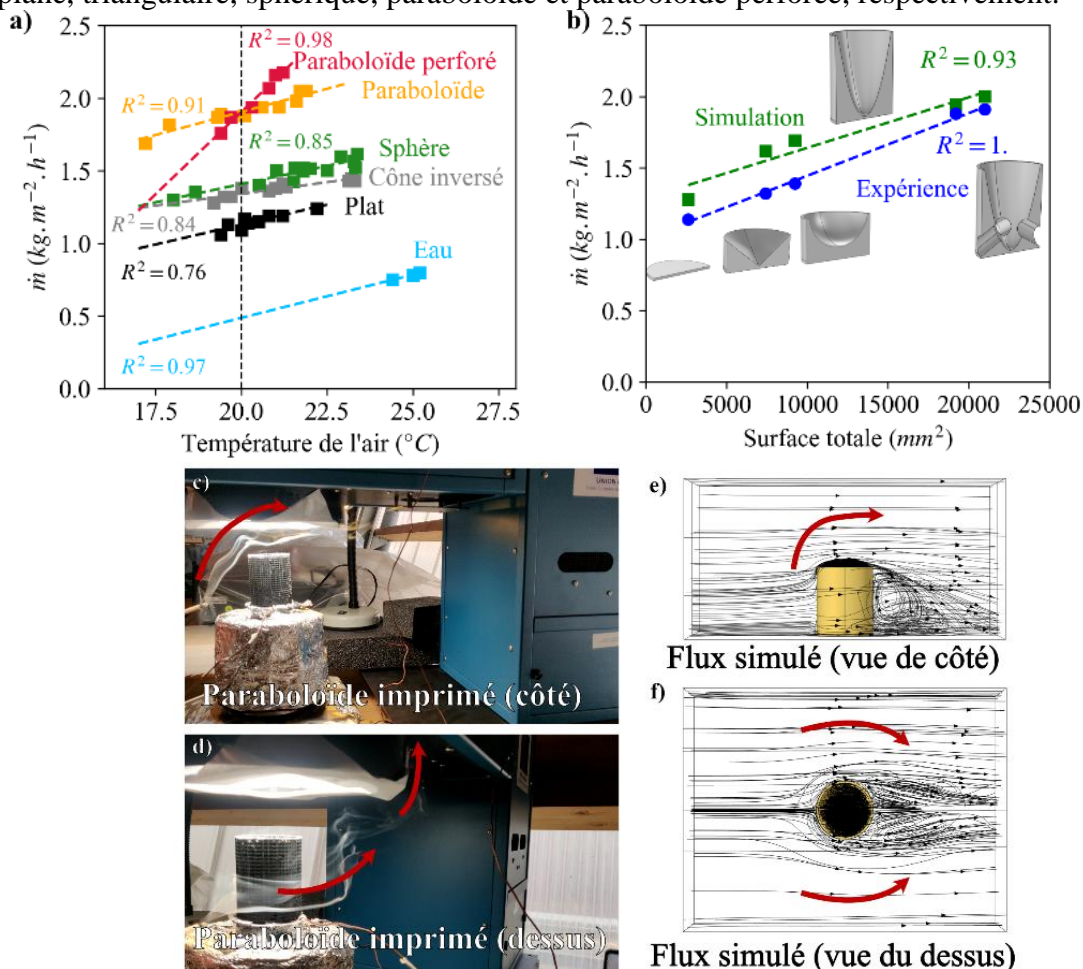 plane, triangulaire, sphérique, paraboloïde et paraboloïde perforée, respectivement.
a)
2.5
2.0
1.5
1.0
0.5
0.0
ṁ (kg.m⁻².h⁻¹)
R² = 0.98
Paraboloïde perforé
R² = 0.91
Paraboloïde
R² = 0.85
Sphère
Cône inversé
R² = 0.84
Plat
R² = 0.76
Eau
R² = 0.97
17.5 20.0 22.5 25.0 27.5
Température de l'air (°C)
b)
2.5
2.0
1.5
1.0
0.5
0.0
ṁ (kg.m⁻².h⁻¹)
R² = 0.93
Simulation
R² = 1.
Expérience
0 5000 10000 15000 20000 25000
Surface totale (mm²)
c)
Paraboloïde imprimé (côté)
d)
Paraboloïde imprimé (dessus)
e)
Flux simulé (vue de côté)
f)
Flux simulé (vue du dessus)